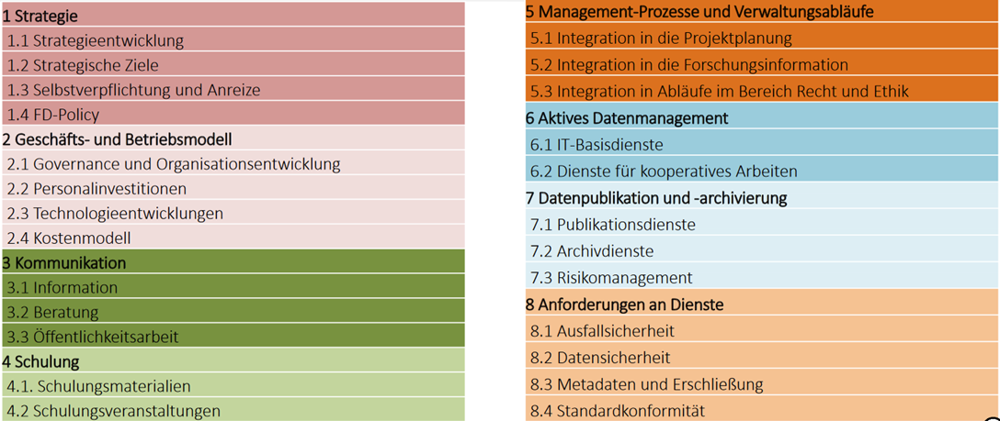 1 Strategie
1.1 Strategieentwicklung
1.2 Strategische Ziele
1.3 Selbstverpflichtung und Anreize
1.4 FD-Policy
2 Geschäfts- und Betriebsmodell
2.1 Governance und Organisationsentwicklung
2.2 Personalinvestitionen
2.3 Technologieentwicklungen
2.4 Kostenmodell
3 Kommunikation
3.1 Information
3.2 Beratung
3.3 Öffentlichkeitsarbeit
4 Schulung
4.1. Schulungsmaterialien
4.2 Schulungsveranstaltungen
5 Management-Prozesse und Verwaltungsabläufe
5.1 Integration in die Projektplanung
5.2 Integration in die Forschungsinformation
5.3 Integration in Abläufe im Bereich Recht und Ethik
6 Aktives Datenmanagement
6.1 IT-Basisdienste
6.2 Dienste für kooperatives Arbeiten
7 Datenpublikation und -archivierung
7.1 Publikationsdienste
7.2 Archivdienste
7.3 Risikomanagement
8 Anforderungen an Dienste
8.1 Ausfallsicherheit
8.2 Datensicherheit
8.3 Metadaten und Erschließung
8.4 Standardkonformität